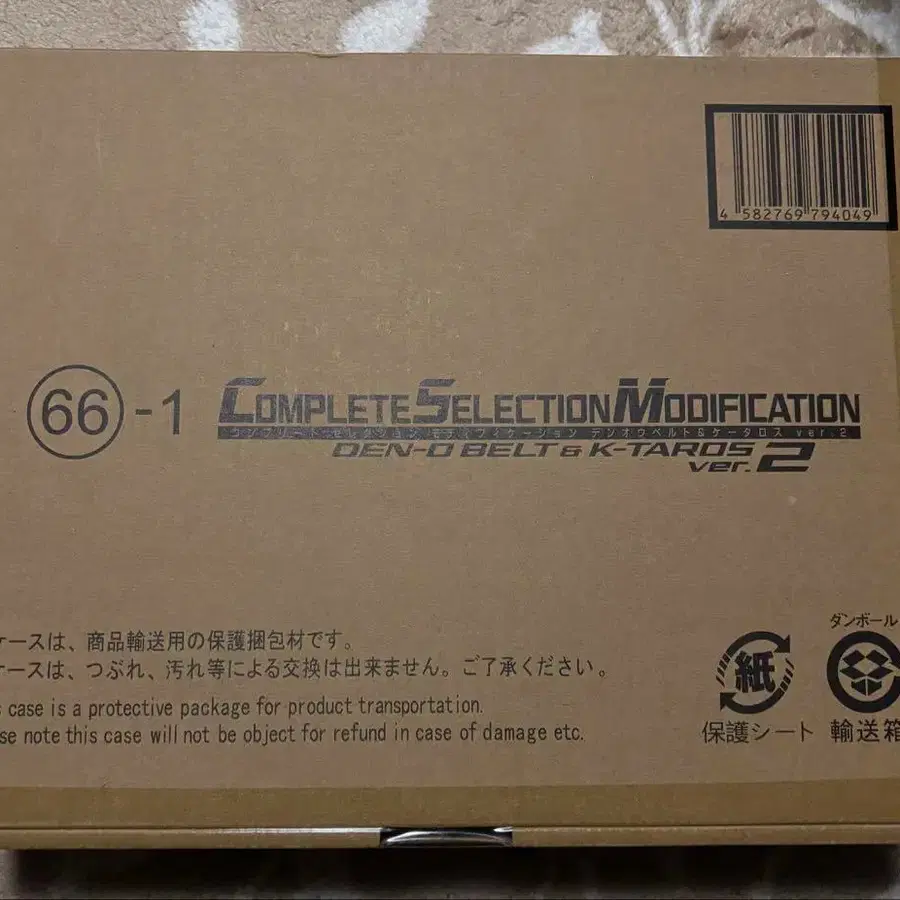 4 582769 794049
66-1 COMPLETE SELECTION MODIFICATION
コンプリート セレクション モディフィケーション デンオウベルト&ケータロス ver.2
DEN-O BELT & K-TAROS
ver. 2
ケースは、商品輸送用の保護梱包材です。
ケースは、つぶれ、汚れ等による交換は出来ません。ご了承ください。
case is a protective package for product transportation.
note this case will not be object for refund in case of damage etc.
紙
保護シート
ダンボール
輸送箱